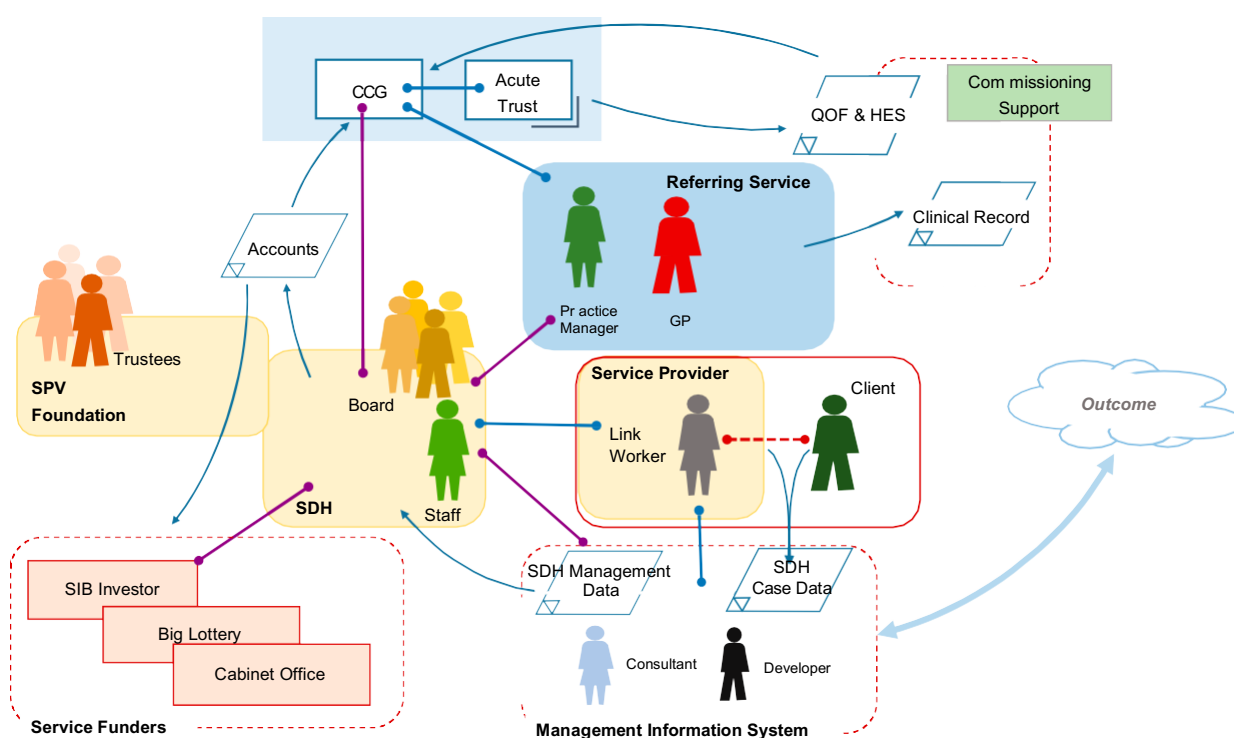 CCG
Acute
Trust
QOF & HES
Com missioning
Support
Referring Service
Clinical Record
Accounts
Pr actice
Manager
GP
Trustees
SPV
Foundation
Board
Service Provider
Client
Link
Worker
Outcome
SDH
Staff
SDH Management
Data
SDH
Case Data
SIB Investor
Big Lottery
Cabinet Office
Consultant
Developer
Service Funders
Management Information System